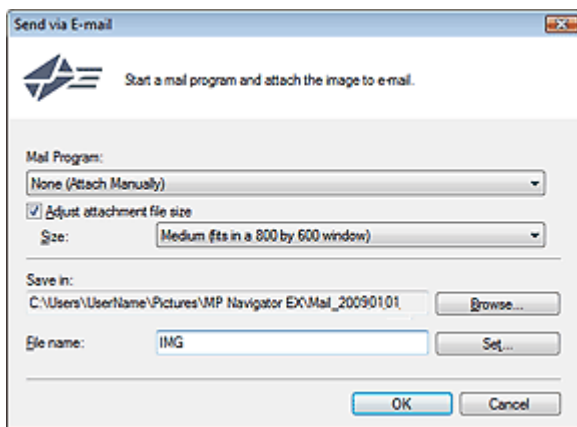 Send via E-mail
Start a mail program and attach the image to e-mail.
Mail Program:
None (Attach Manually)
Adjust attachment file size
Size: Medium (fits in a 800 by 600 window)
Save in:
C:\Users\UserName\Pictures\MP Navigator EX\Mail_20090101 Browse...
File name: IMG Set...
OK Cancel